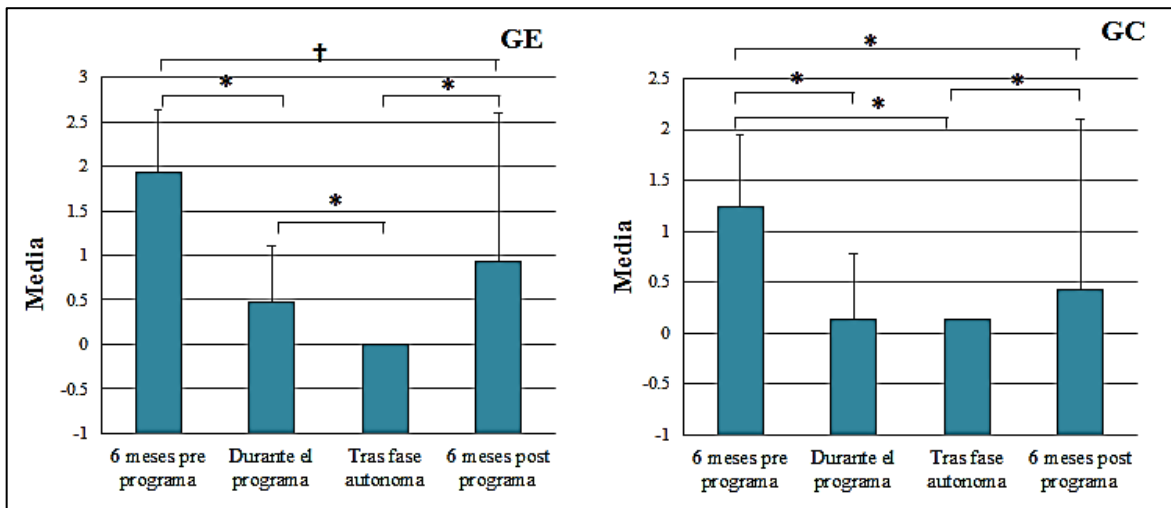 GE
†
*
*
*
3
2.5
2
1.5
1
0.5
0
-0.5
-1
Media
6 meses pre
programa
Durante el
programa
Tras fase
autonoma
6 meses post
programa
GC
*
*
*
*
2.5
2
1.5
1
0.5
0
-0.5
-1
Media
6 meses pre
programa
Durante el
programa
Tras fase
autonoma
6 meses post
programa